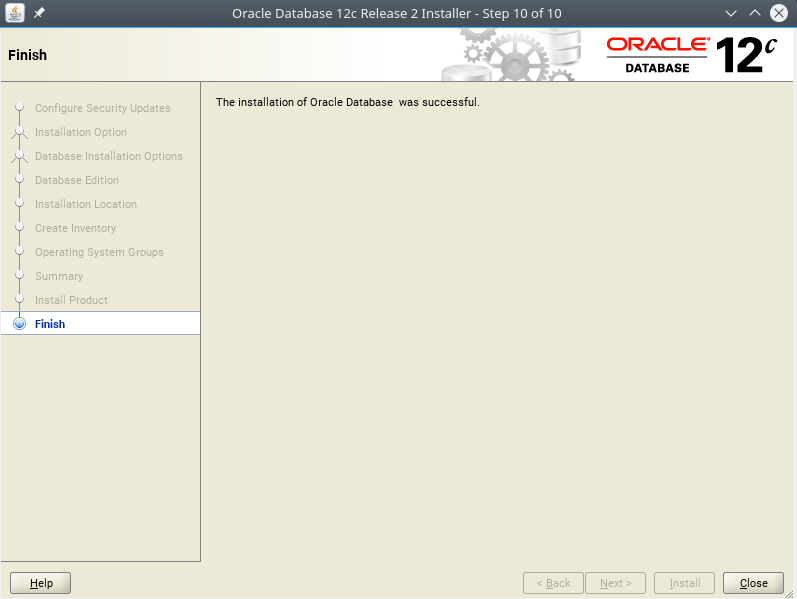 Oracle Database 12c Release 2 Installer - Step 10 of 10
Finish
ORACLE®
DATABASE
12c
Configure Security Updates
Installation Option
Database Installation Options
Database Edition
Installation Location
Create Inventory
Operating System Groups
Summary
Install Product
Finish
The installation of Oracle Database  was successful.
Help
< Back
Next >
Install
Close